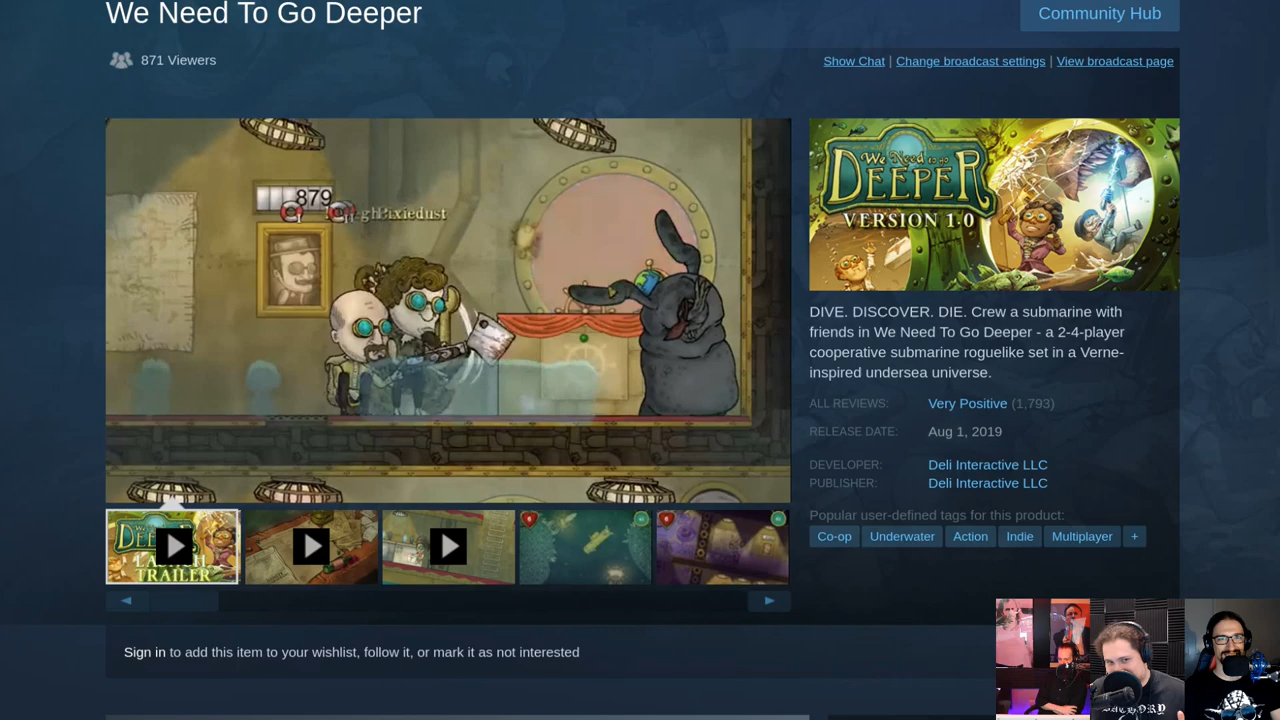 We Need To Go Deeper
Community Hub
871 Viewers
Show Chat | Change broadcast settings | View broadcast page
879
Pixiedust
We Need to Go
DEEPER
VERSION 1.0
DIVE. DISCOVER. DIE. Crew a submarine with
friends in We Need To Go Deeper - a 2-4-player
cooperative submarine roguelike set in a Verne-
inspired undersea universe.
ALL REVIEWS: Very Positive (1,793)
RELEASE DATE: Aug 1, 2019
DEVELOPER: Deli Interactive LLC
PUBLISHER: Deli Interactive LLC
Popular user-defined tags for this product:
Co-op Underwater Action Indie Multiplayer +
DEEPER
LAUNCH
TRAILER
Sign in to add this item to your wishlist, follow it, or mark it as not interested